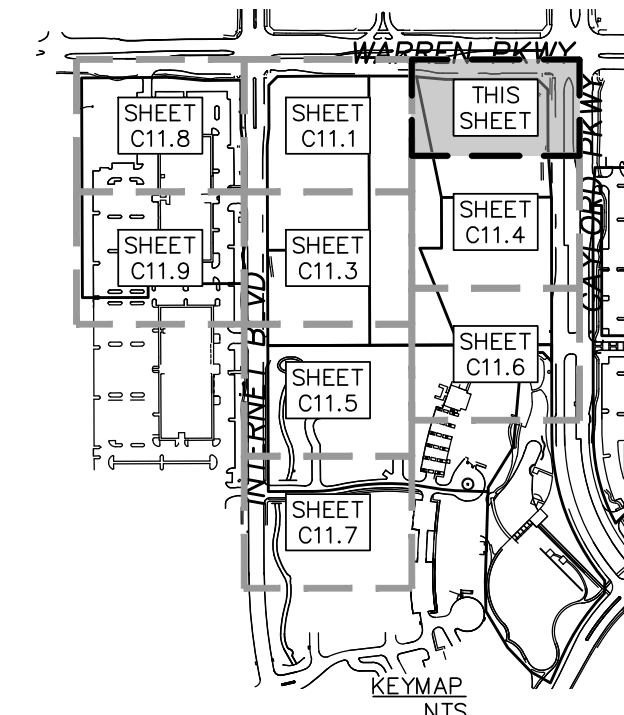 WARREN PKWY
THIS
SHEET
SHEET
C11.8
SHEET
C11.1
GAYLORD PKWY
SHEET
C11.4
SHEET
C11.9
SHEET
C11.3
INTERNET BLVD
SHEET
C11.6
SHEET
C11.5
SHEET
C11.7
KEYMAP
NTS